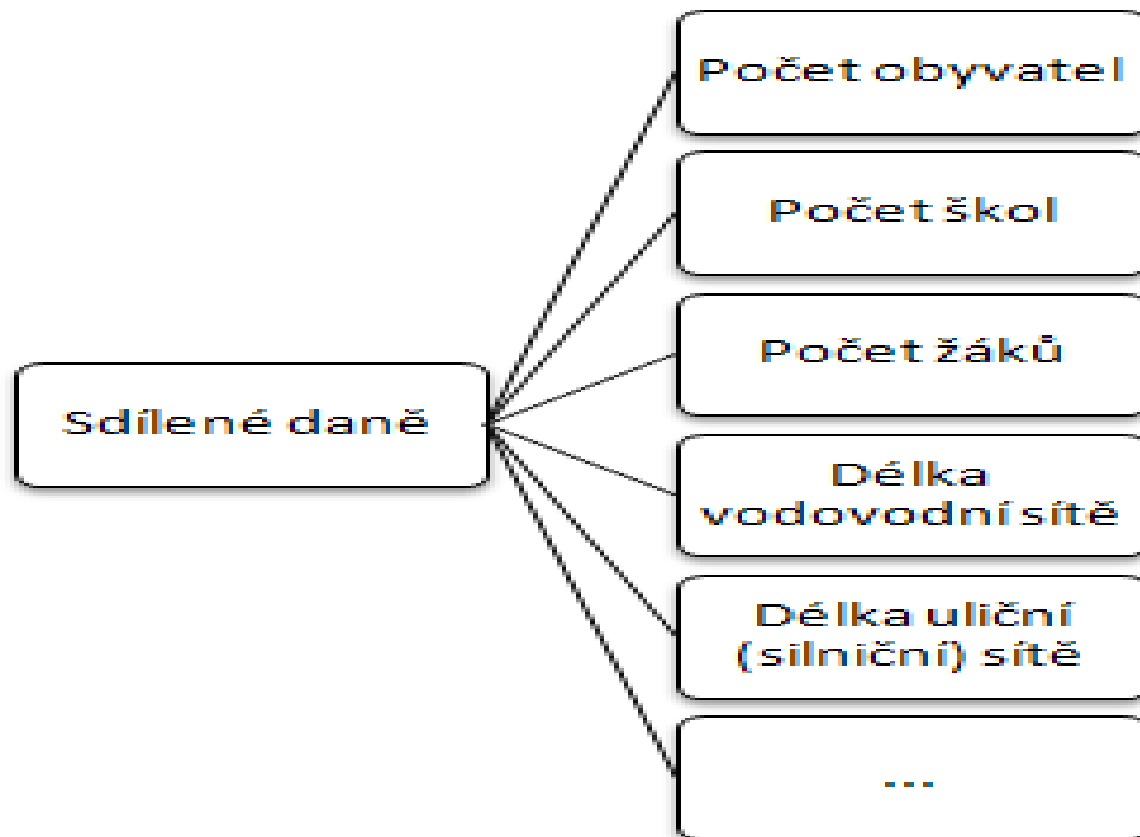 Počet obyvatel
Počet škol
Počet žáků
Sdílené daně
Délka
vodovodní sítě
Délka uliční
(silniční) sítě
...